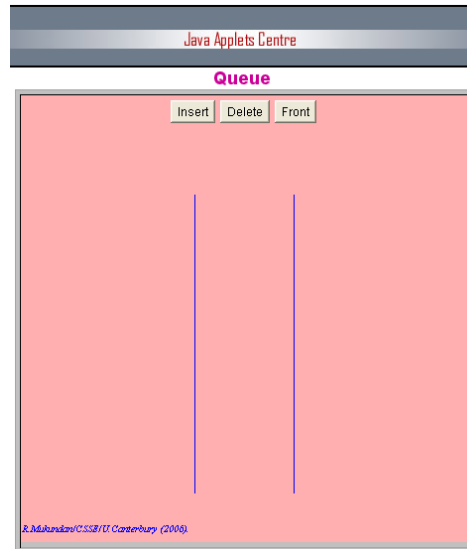 Java Applets Centre
Queue
Insert Delete Front
R.Mukundan/CSSE/U.Canterbury (2006).